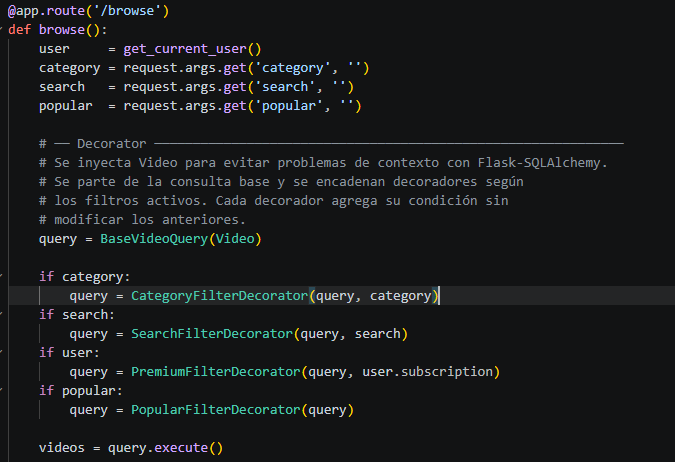 @app.route('/browse')
def browse():
    user     = get_current_user()
    category = request.args.get('category', '')
    search   = request.args.get('search', '')
    popular  = request.args.get('popular', '')
    # —— Decorator ————————————————————————————————————————————————————————————
    # Se inyecta Video para evitar problemas de contexto con Flask-SQLAlchemy.
    # Se parte de la consulta base y se encadenan decoradores según
    # los filtros activos. Cada decorador agrega su condición sin
    # modificar los anteriores.
    query = BaseVideoQuery(Video)
    if category:
        query = CategoryFilterDecorator(query, category)
    if search:
        query = SearchFilterDecorator(query, search)
    if user:
        query = PremiumFilterDecorator(query, user.subscription)
    if popular:
        query = PopularFilterDecorator(query)
    videos = query.execute()